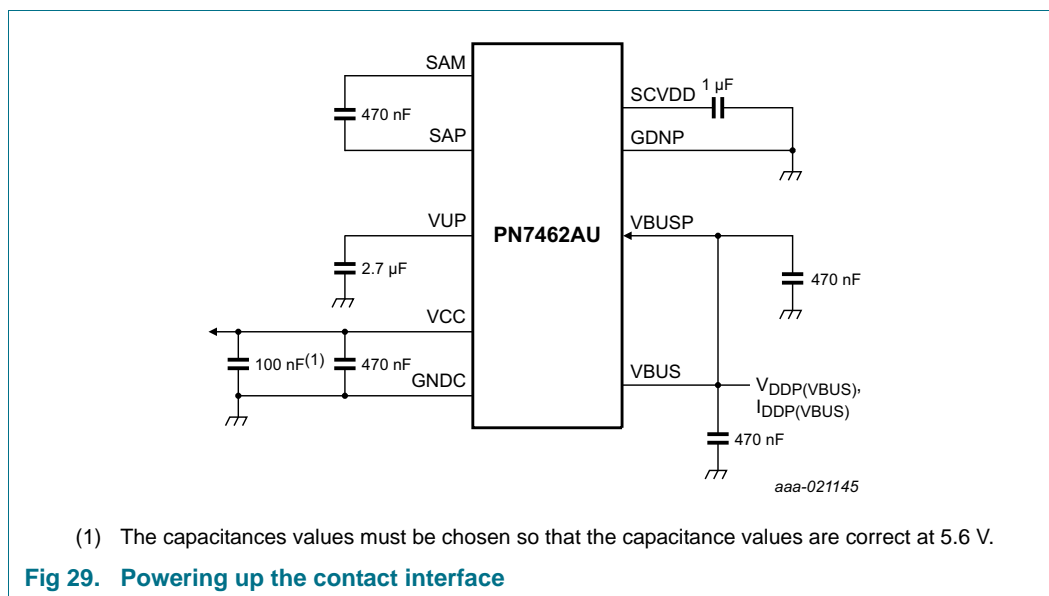 SAM
470 nF
SAP
VUP
2.7 µF
VCC
100 nF(1)
470 nF
GNDC
PN7462AU
SCVDD
1 µF
GDNP
VBUSP
470 nF
VBUS
VDDP(VBUS),
IDDP(VBUS)
470 nF
aaa-021145
(1) The capacitances values must be chosen so that the capacitance values are correct at 5.6 V.
Fig 29. Powering up the contact interface